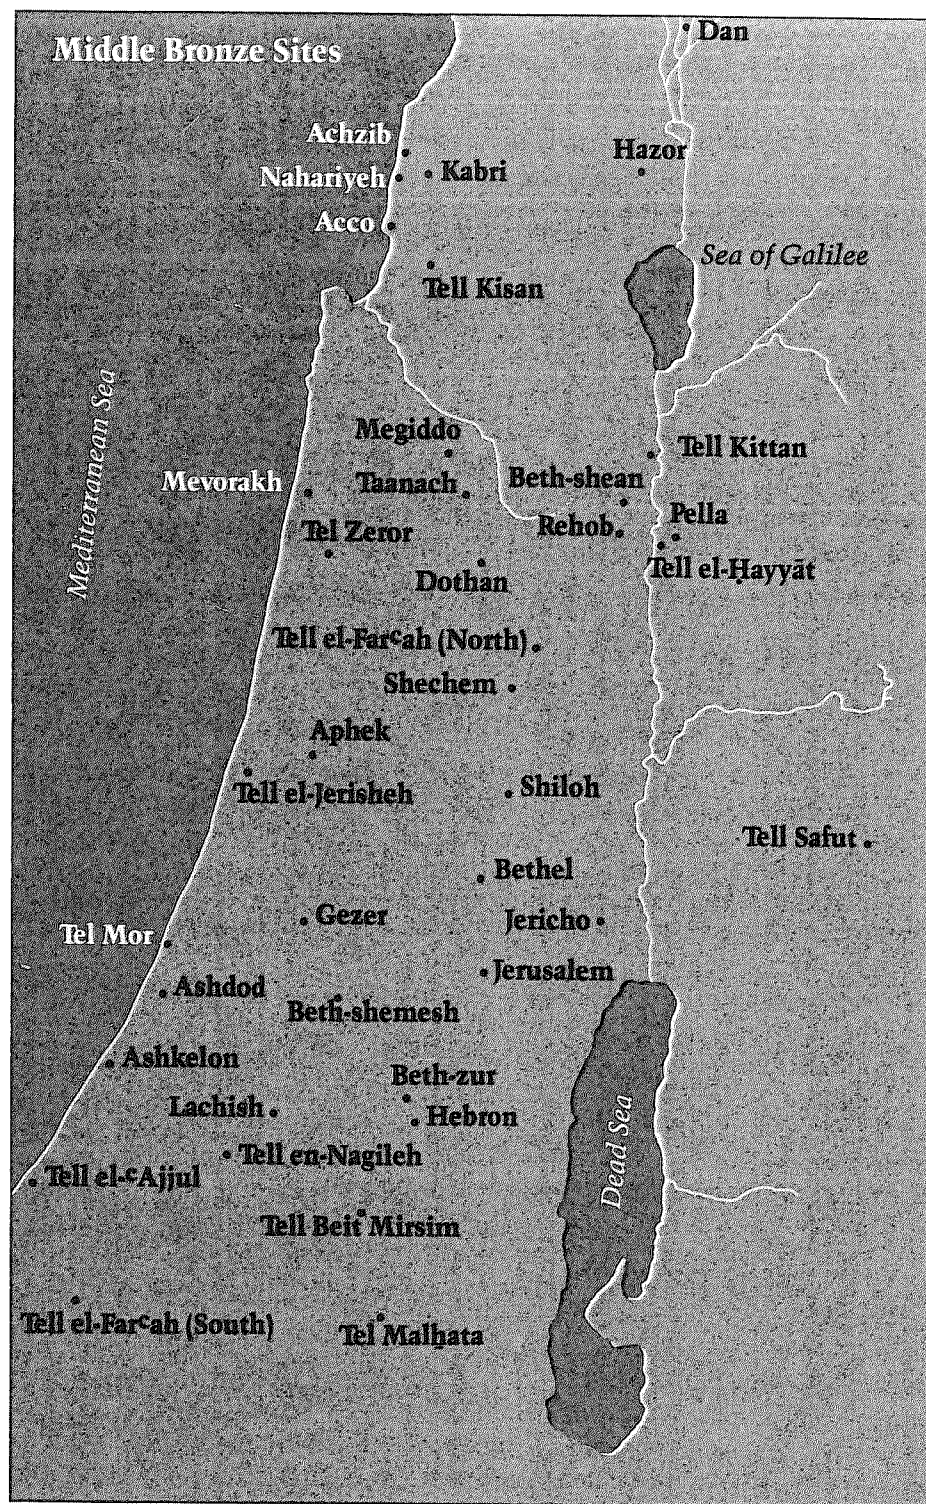 Middle Bronze Sites
Dan
Achzib
Hazor
Nahariyeh
Kabri
Acco
Sea of Galilee
Tell Kisan
Mediterranean Sea
Megiddo
Tell Kittan
Mevorakh
Taanach
Beth-shean
Tel Zeror
Rehob
Pella
Dothan
Tell el-Ḥayyāt
Tell el-Farᶜah (North)
Shechem
Aphek
Tell el-Jerisheh
Shiloh
Tell Safut
Bethel
Gezer
Jericho
Tel Mor
Jerusalem
Ashdod
Beth-shemesh
Ashkelon
Beth-zur
Lachish
Hebron
Dead Sea
Tell en-Nagileh
Tell el-ᶜAjjul
Tell Beit Mirsim
Tell el-Farᶜah (South)
Tel Malḥata